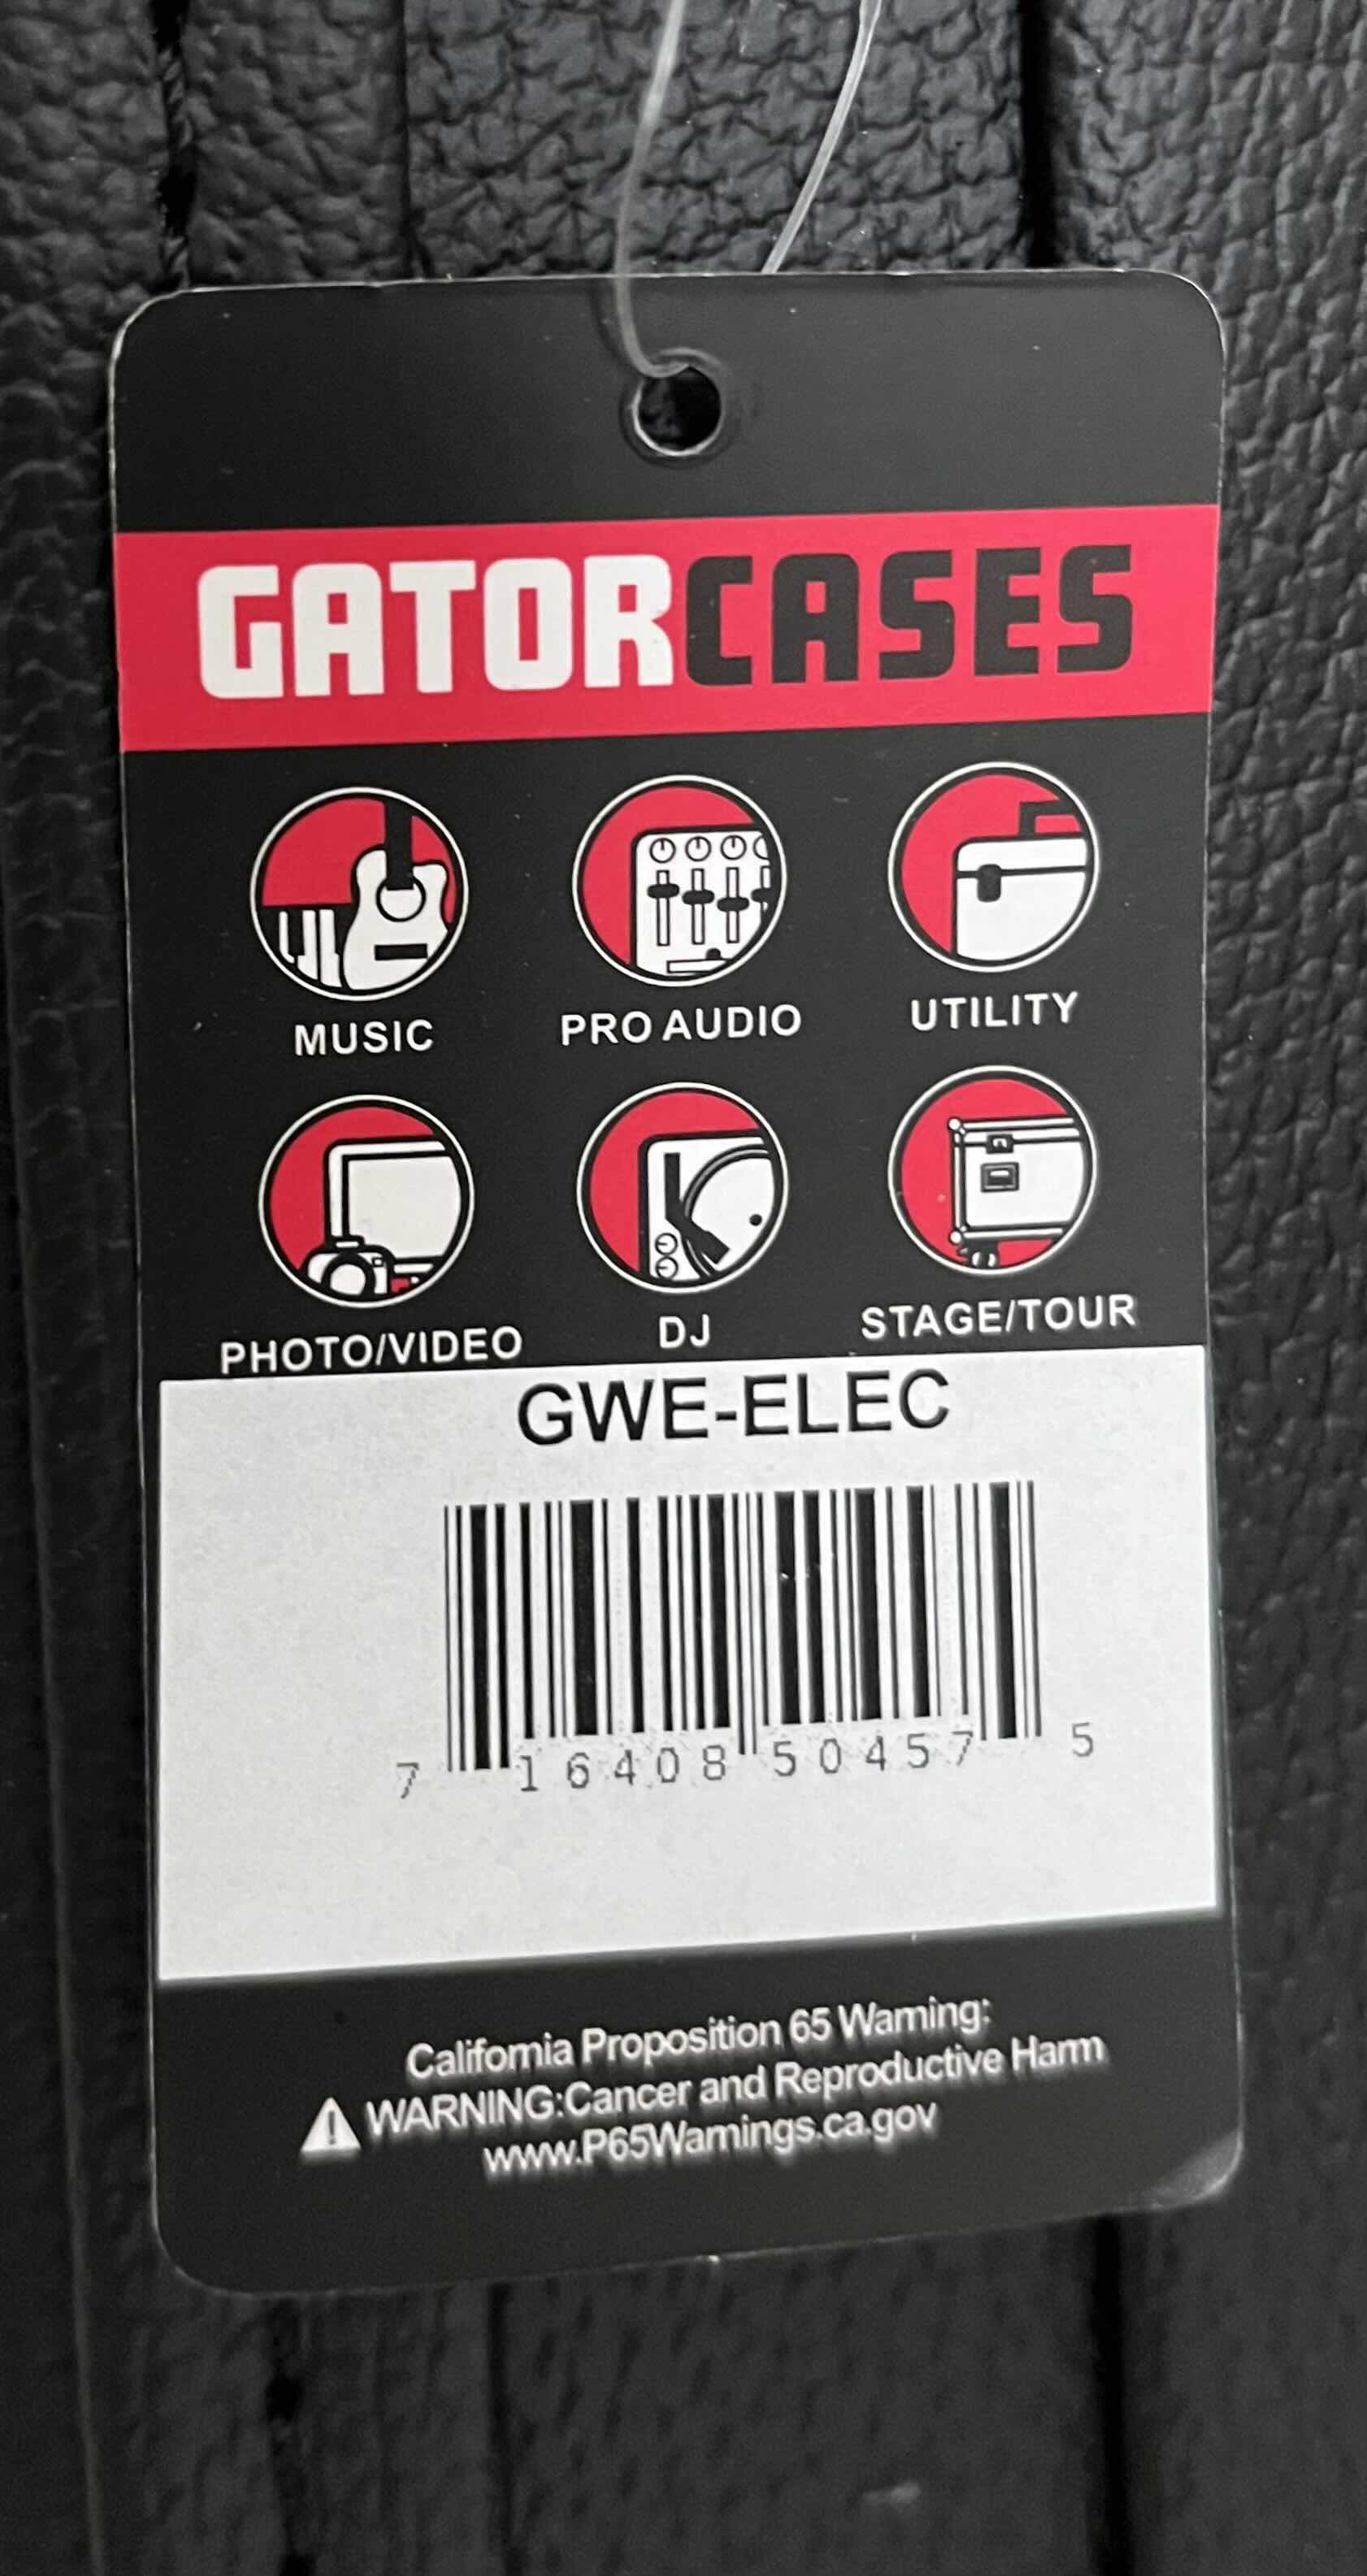 GATORCASES
MUSIC PRO AUDIO UTILITY
PHOTO/VIDEO DJ STAGE/TOUR
GWE-ELEC
7 16408 50457 5
California Proposition 65 Warning:
WARNING:Cancer and Reproductive Harm
www.P65Warnings.ca.gov